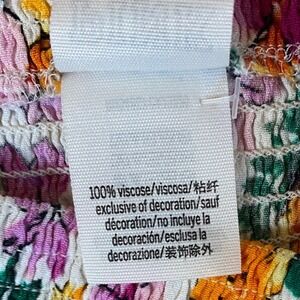 100% viscose/viscosa/粘纤
exclusive of decoration/sauf
décoration/no incluye la
decoración/esclusa la
decorazione/装饰除外